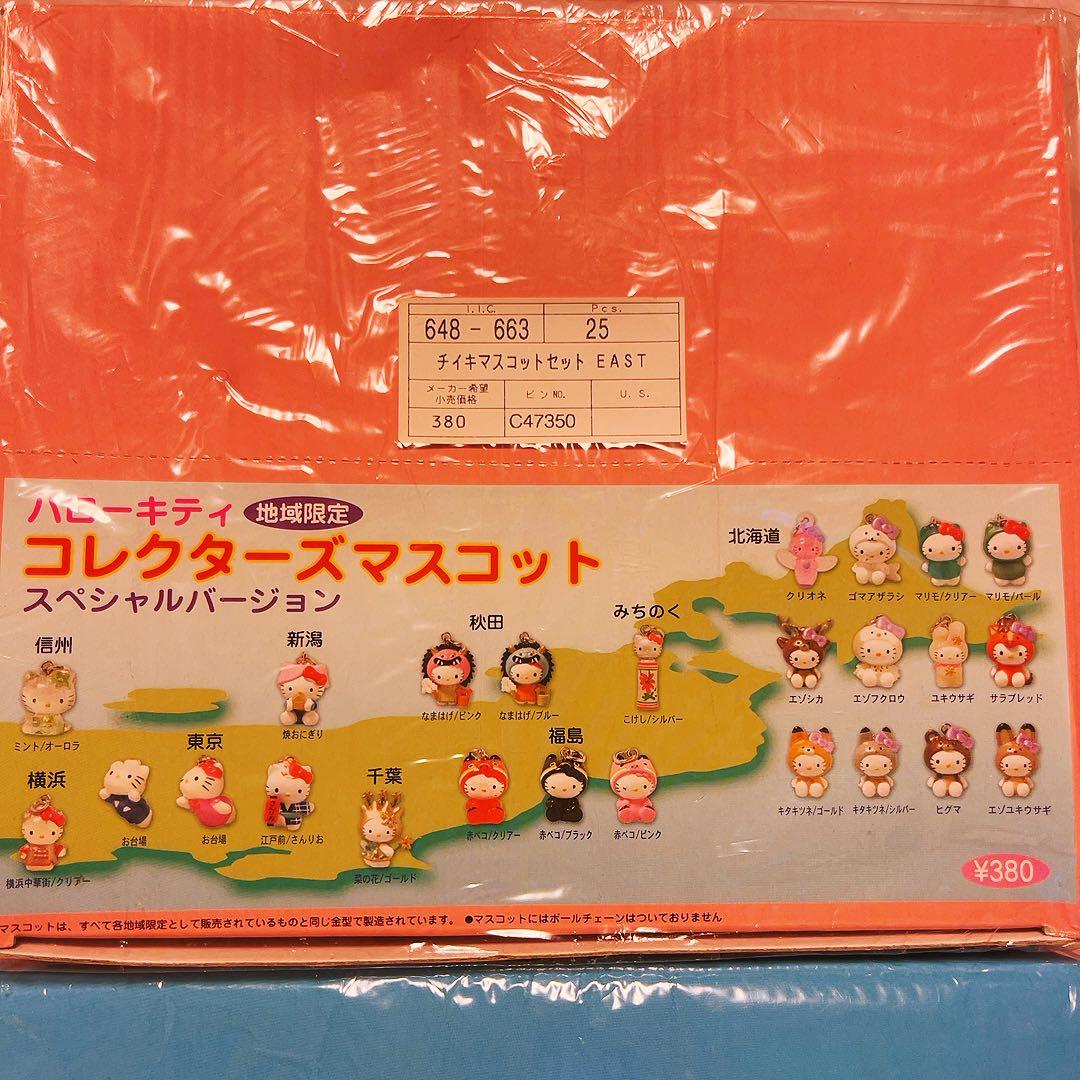 I.I.C. Pcs.
648 - 663 25
チイキマスコットセット EAST
メーカー希望小売価格 ビンNO. U.S.
380 C47350
ハローキティ 地域限定
コレクターズマスコット
スペシャルバージョン
北海道
クリオネ ゴマアザラシ マリモ/クリアー マリモ/パール
エゾシカ エゾフクロウ ユキウサギ サラブレッド
キタキツネ/ゴールド キタキツネ/シルバー ヒグマ エゾユキウサギ
みちのく
こけし/シルバー
秋田
なまはげ/ピンク なまはげ/ブルー
新潟
焼おにぎり
信州
ミント/オーロラ
福島
赤べコ/クリアー 赤べコ/ブラック 赤べコ/ピンク
東京
お台場 お台場 江戸前/さんりお
千葉
菜の花/ゴールド
横浜
横浜中華街/クリアー
¥380
マスコットは、すべて各地域限定として販売されているものと同じ金型で製造されています。 ●マスコットにはボールチェーンはついておりません